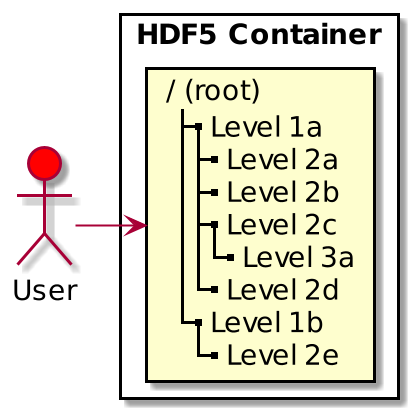 HDF5 Container
/ (root)
Level 1a
Level 2a
Level 2b
Level 2c
Level 3a
Level 2d
Level 1b
Level 2e
User